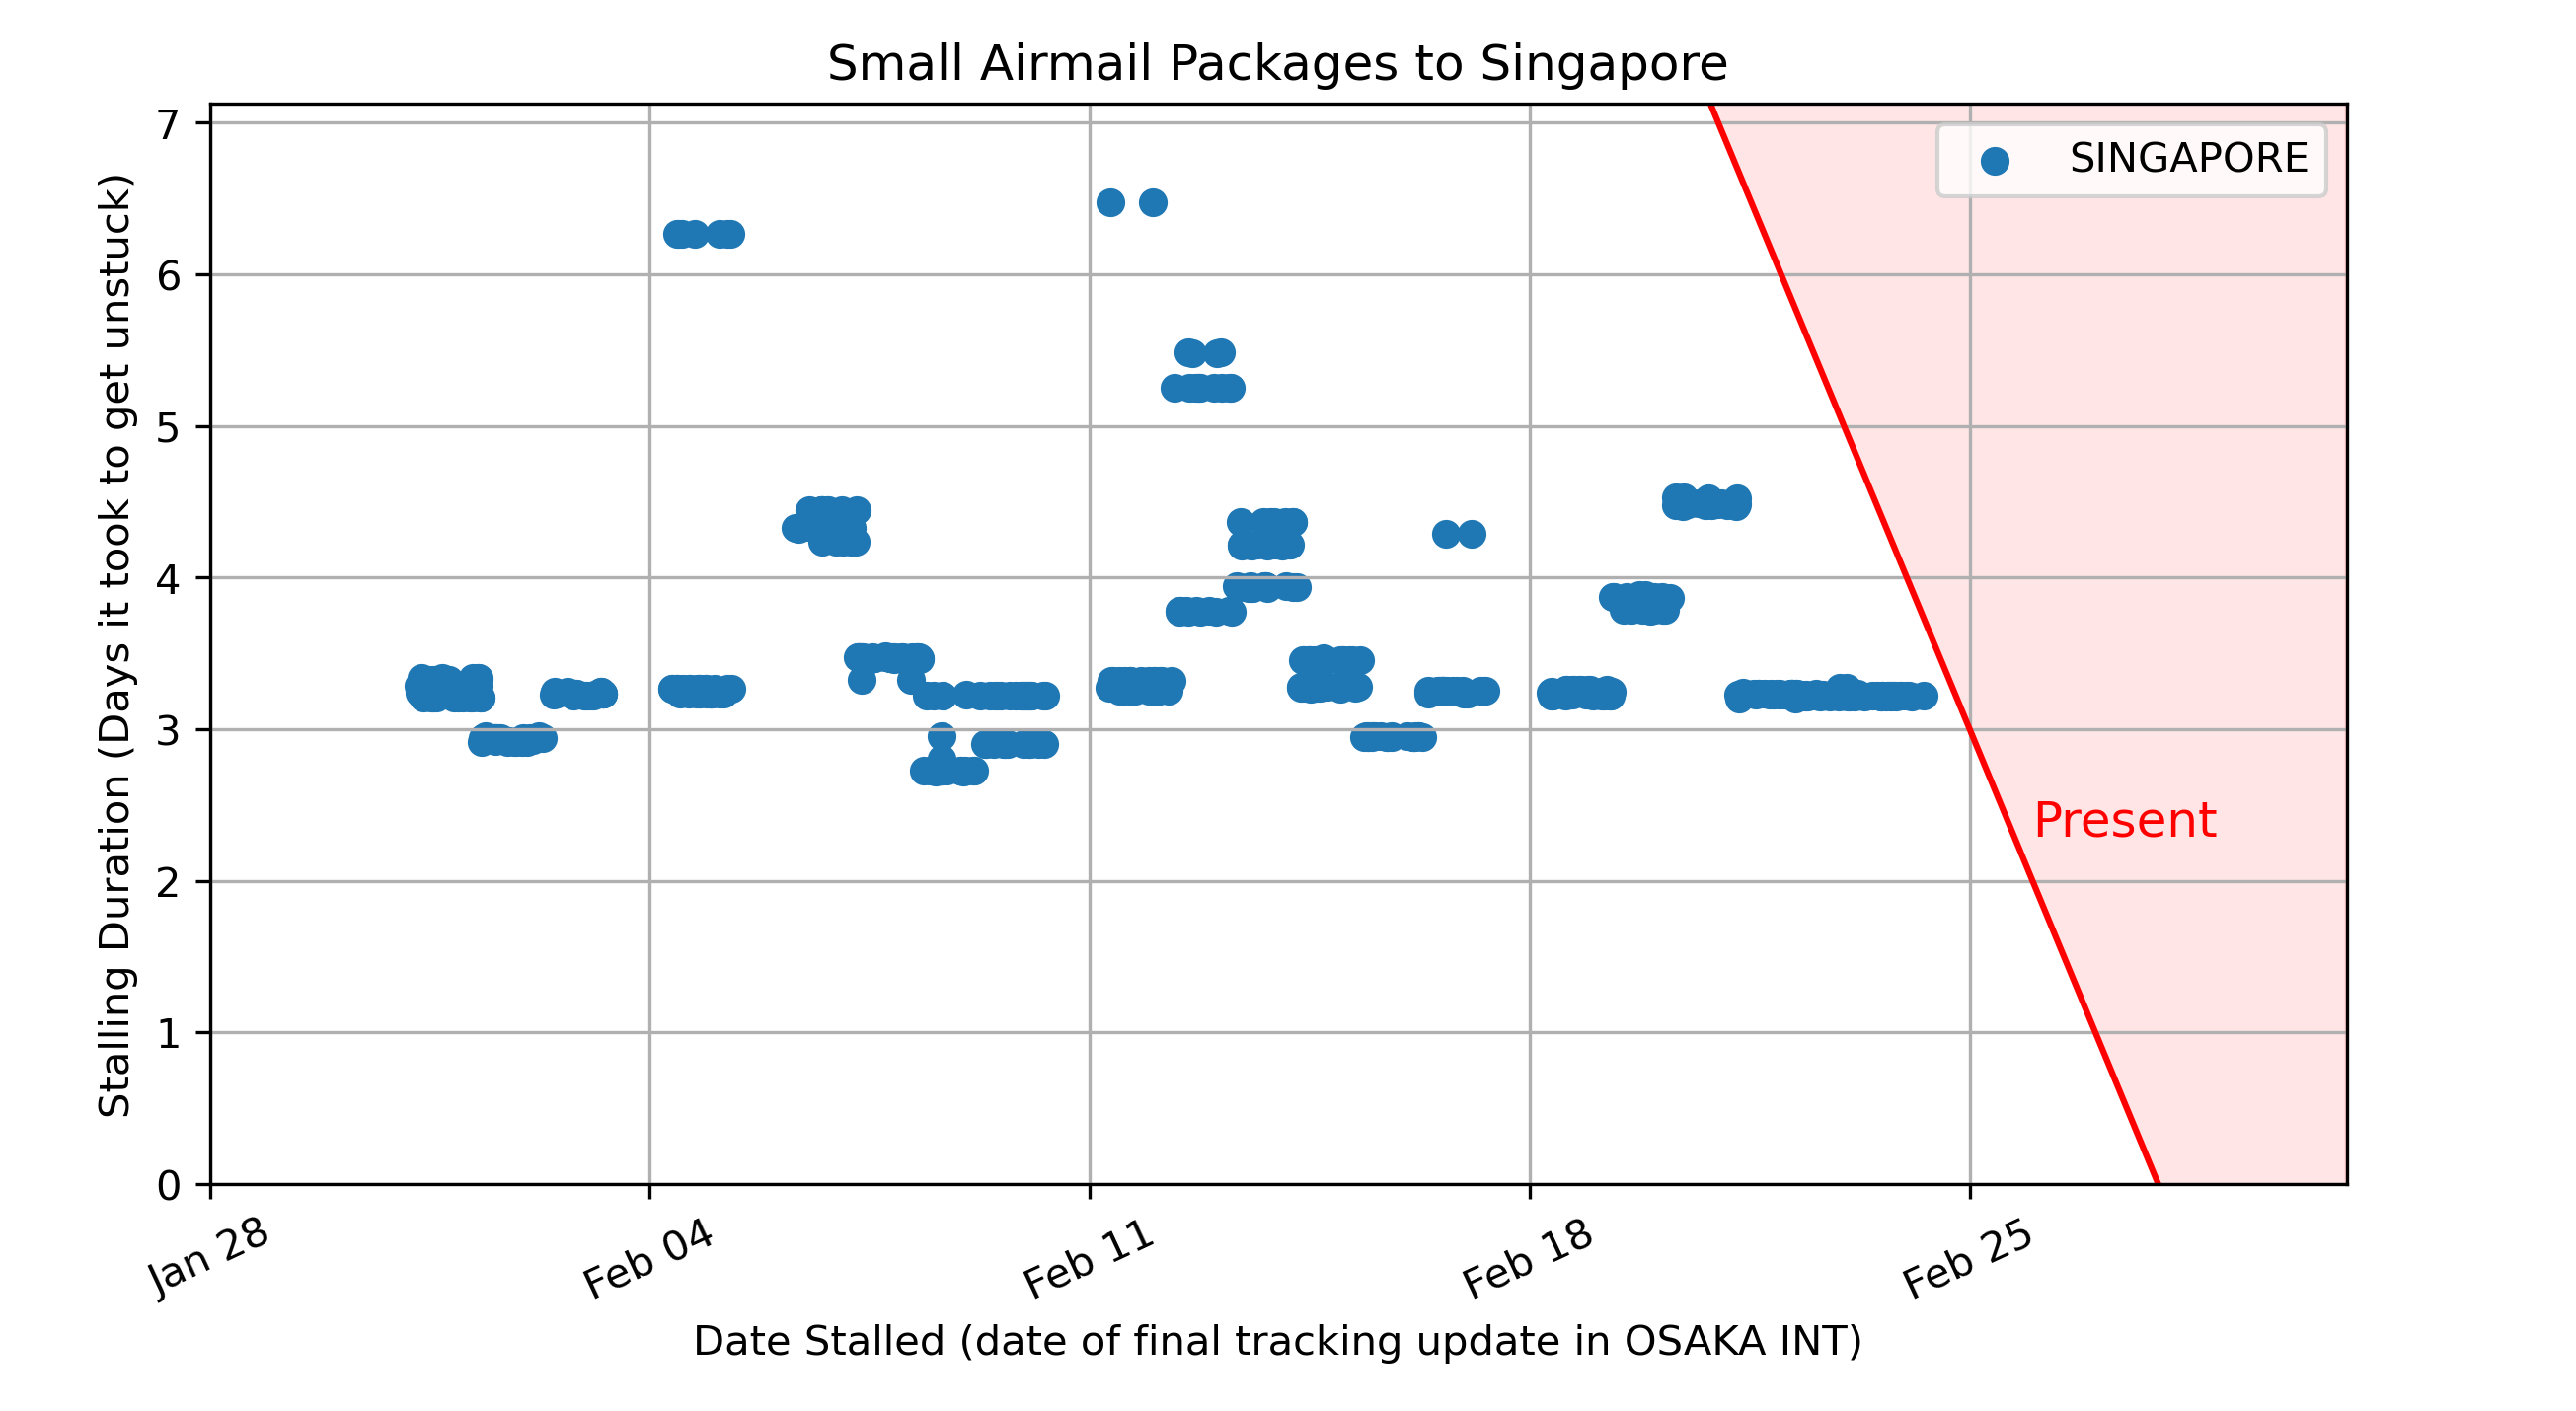 Small Airmail Packages to Singapore
Stalling Duration (Days it took to get unstuck)
7
6
5
4
3
2
1
0
SINGAPORE
Present
Jan 28
Feb 04
Feb 11
Feb 18
Feb 25
Date Stalled (date of final tracking update in OSAKA INT)